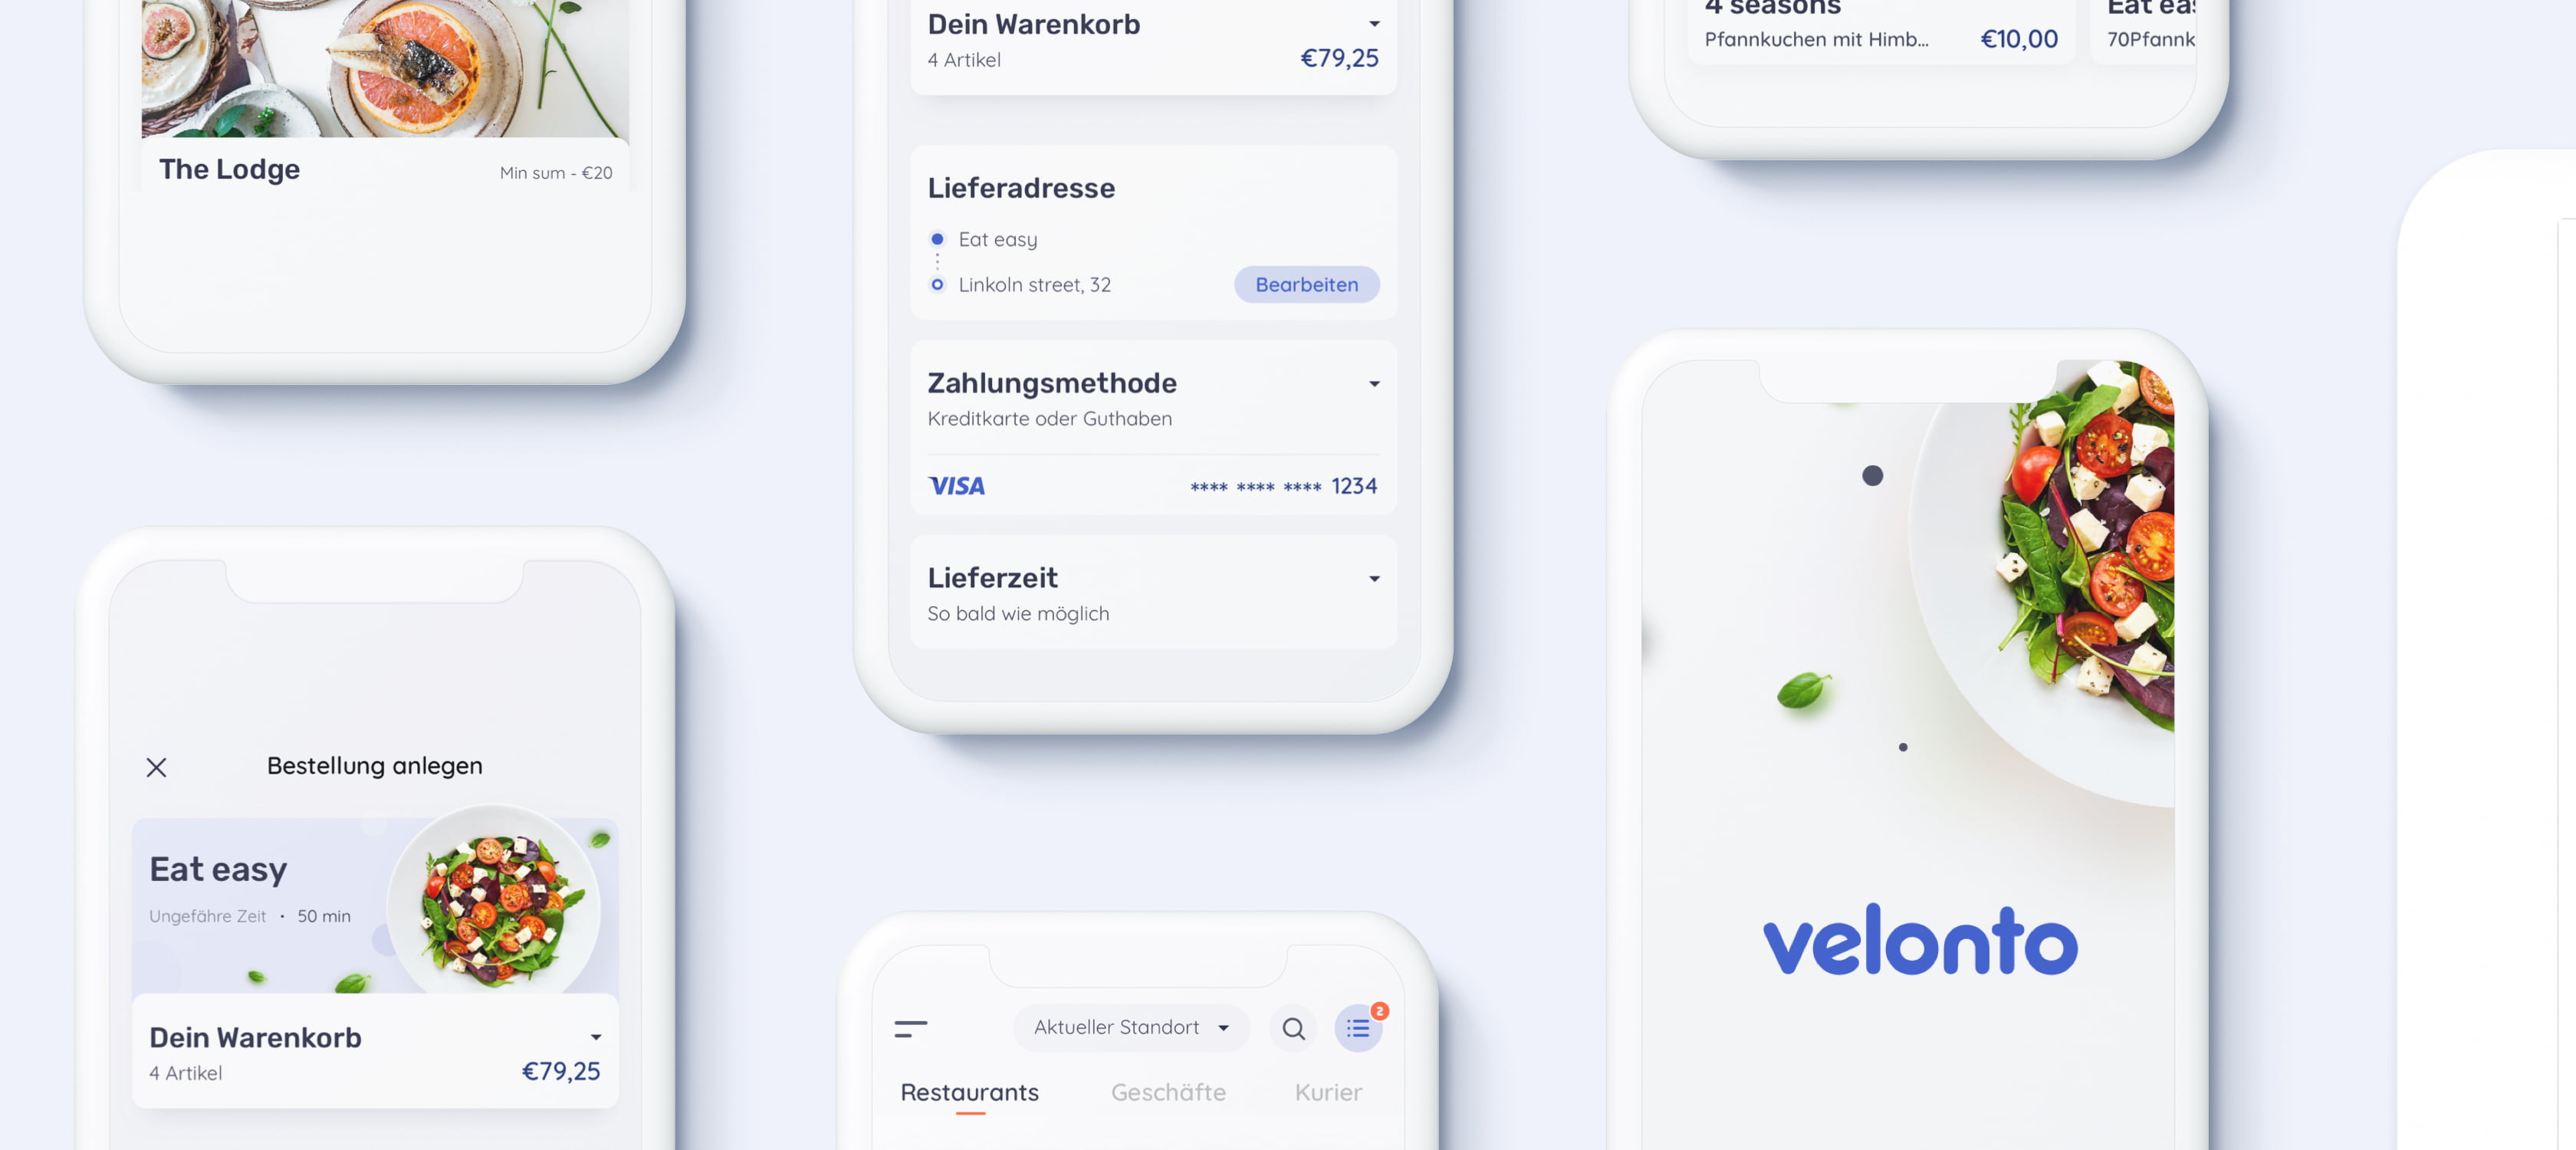 The Lodge
Min sum - €20
Bestellung anlegen
Eat easy
Ungefähre Zeit • 50 min
Dein Warenkorb
4 Artikel
€79,25
Dein Warenkorb
4 Artikel
€79,25
Lieferadresse
Eat easy
Linkoln street, 32
Bearbeiten
Zahlungsmethode
Kreditkarte oder Guthaben
VISA
**** **** **** 1234
Lieferzeit
So bald wie möglich
Aktueller Standort
2
Restaurants
Geschäfte
Kurier
4 seasons
Pfannkuchen mit Himb...
€10,00
Eat eas
70Pfannk
velonto